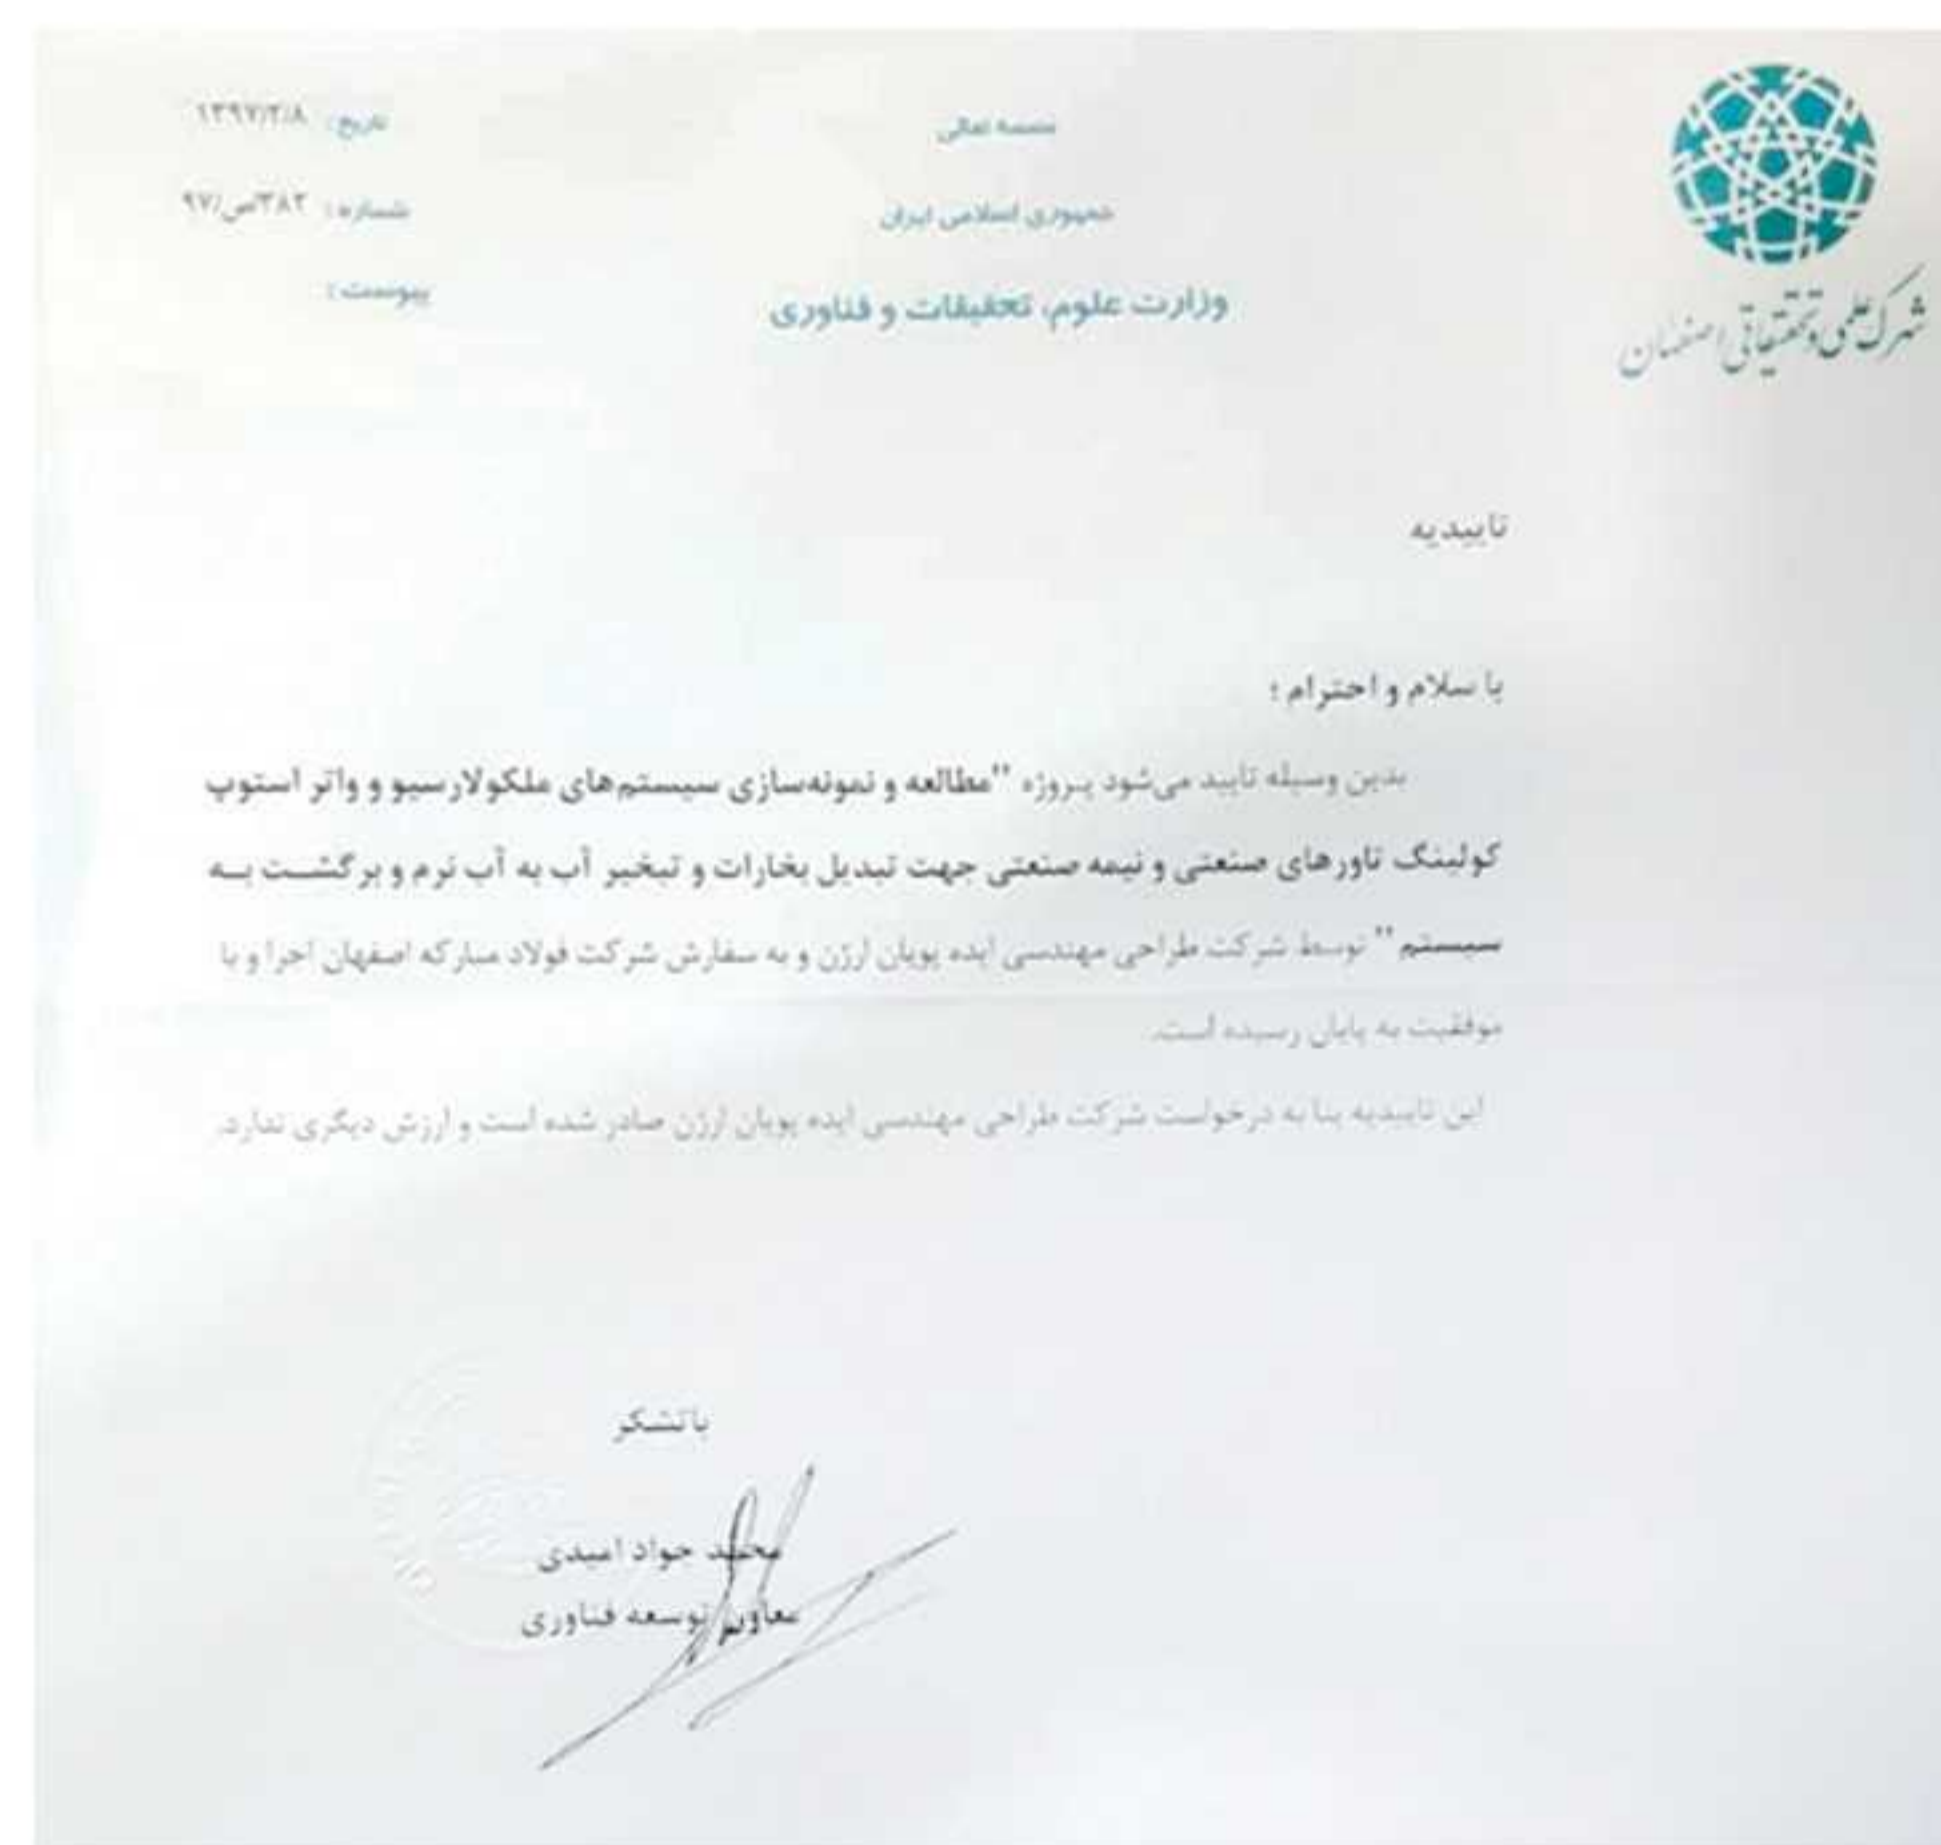 بسمه تعالی
جمهوری اسلامی ایران
وزارت علوم، تحقیقات و فناوری
شهرک علمی و تحقیقاتی اصفهان
تاریخ: ۱۳۹۷/۲/۸
شماره: ۳۸۲/ص/۹۷
پیوست:
تاییدیه
با سلام و احترام؛
بدین وسیله تایید می‌شود پروژه "مطالعه و نمونه‌سازی سیستم‌های ملکولارسیو و واتر استوپ
کولینگ تاورهای صنعتی و نیمه صنعتی جهت تبدیل بخارات و تبخیر آب به آب نرم و برگشت به
سیستم" توسط شرکت طراحی مهندسی ایده پویان ارژن و به سفارش شرکت فولاد مبارکه اصفهان اجرا و با
موفقیت به پایان رسیده است.
این تاییدیه بنا به درخواست شرکت طراحی مهندسی ایده پویان ارژن صادر شده است و ارزش دیگری ندارد.
باتشکر
محمد جواد امیدی
معاون توسعه فناوری